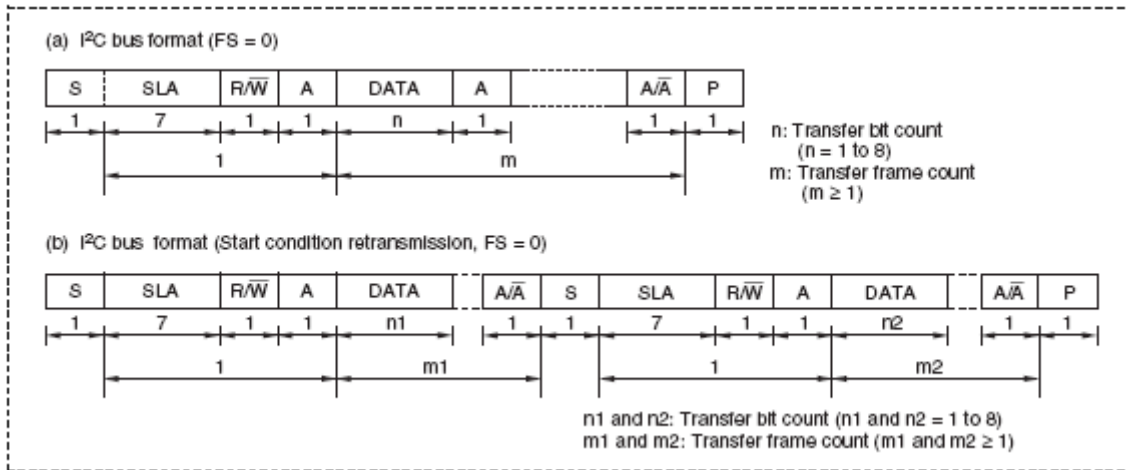 (a) I²C bus format (FS = 0)
S SLA R/W̅ A DATA A A/A̅ P
1 7 1 1 n 1 1 1
1 m
n: Transfer bit count
(n = 1 to 8)
m: Transfer frame count
(m ≥ 1)
(b) I²C bus format (Start condition retransmission, FS = 0)
S SLA R/W̅ A DATA A/A̅ S SLA R/W̅ A DATA A/A̅ P
1 7 1 1 n1 1 1 7 1 1 n2 1 1
1 m1 1 m2
n1 and n2: Transfer bit count (n1 and n2 = 1 to 8)
m1 and m2: Transfer frame count (m1 and m2 ≥ 1)